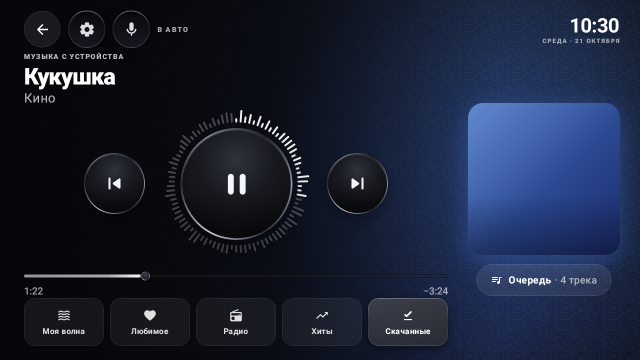 В АВТО
10:30
СРЕДА · 21 ОКТЯБРЯ
МУЗЫКА С УСТРОЙСТВА
Кукушка
Кино
Очередь · 4 трека
1:22
−3:24
Моя волна
Любимое
Радио
Хиты
Скачанные